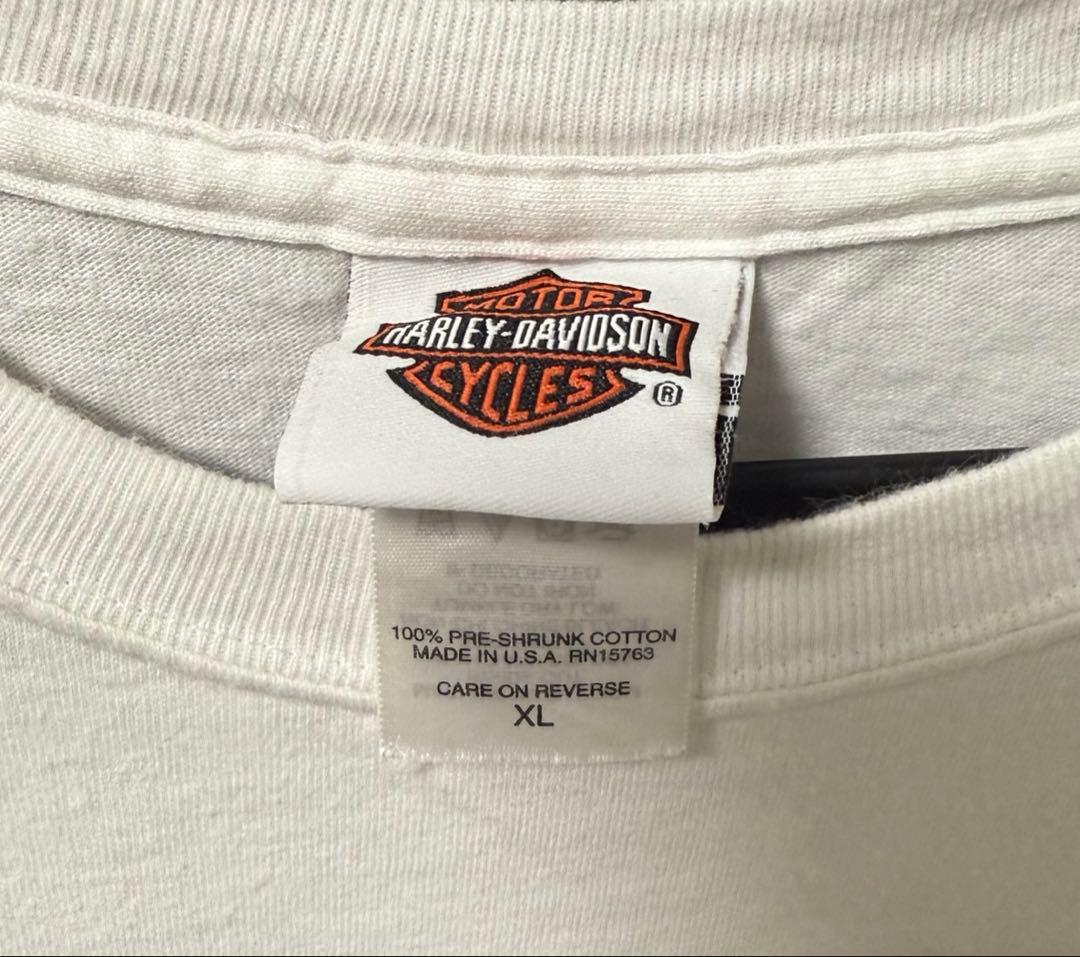 MOTOR
HARLEY-DAVIDSON
CYCLES
®
100% PRE-SHRUNK COTTON
MADE IN U.S.A. RN15763
CARE ON REVERSE
XL